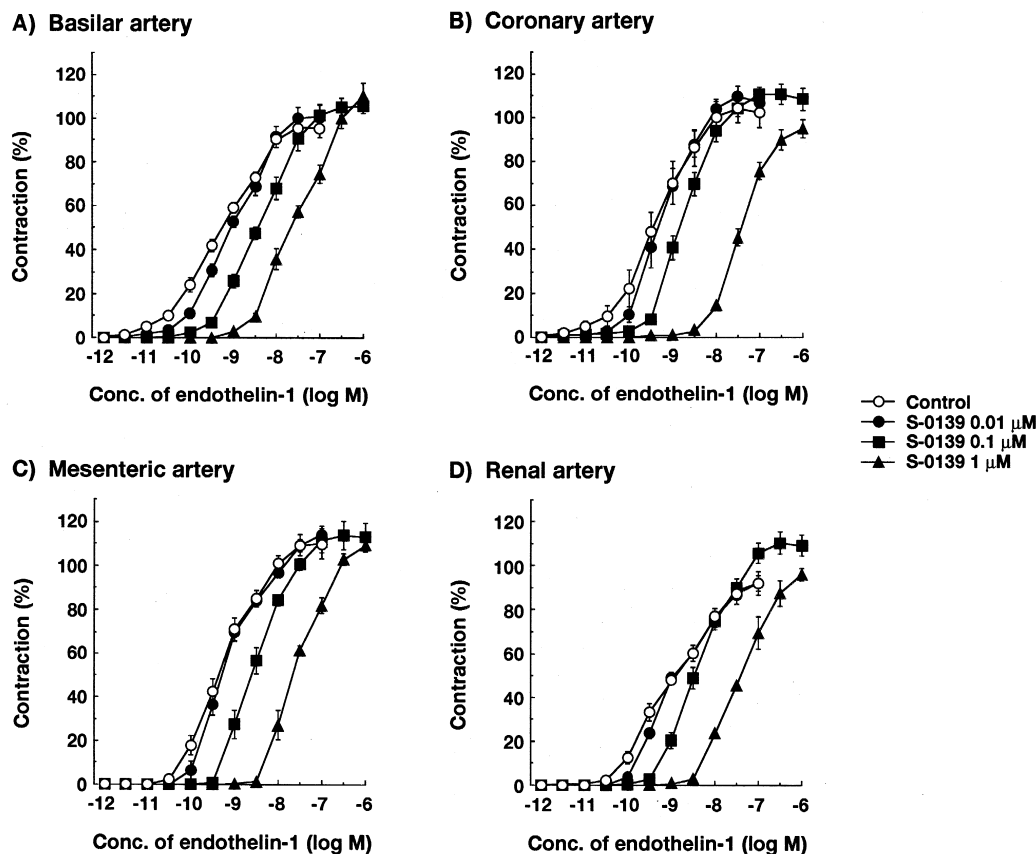 A) Basilar artery
120
100
80
60
40
20
0
Contraction (%)
-12 -11 -10 -9 -8 -7 -6
Conc. of endothelin-1 (log M)
B) Coronary artery
120
100
80
60
40
20
0
Contraction (%)
-12 -11 -10 -9 -8 -7 -6
Conc. of endothelin-1 (log M)
Control
S-0139 0.01 μM
S-0139 0.1 μM
S-0139 1 μM
C) Mesenteric artery
120
100
80
60
40
20
0
Contraction (%)
-12 -11 -10 -9 -8 -7 -6
Conc. of endothelin-1 (log M)
D) Renal artery
120
100
80
60
40
20
0
Contraction (%)
-12 -11 -10 -9 -8 -7 -6
Conc. of endothelin-1 (log M)